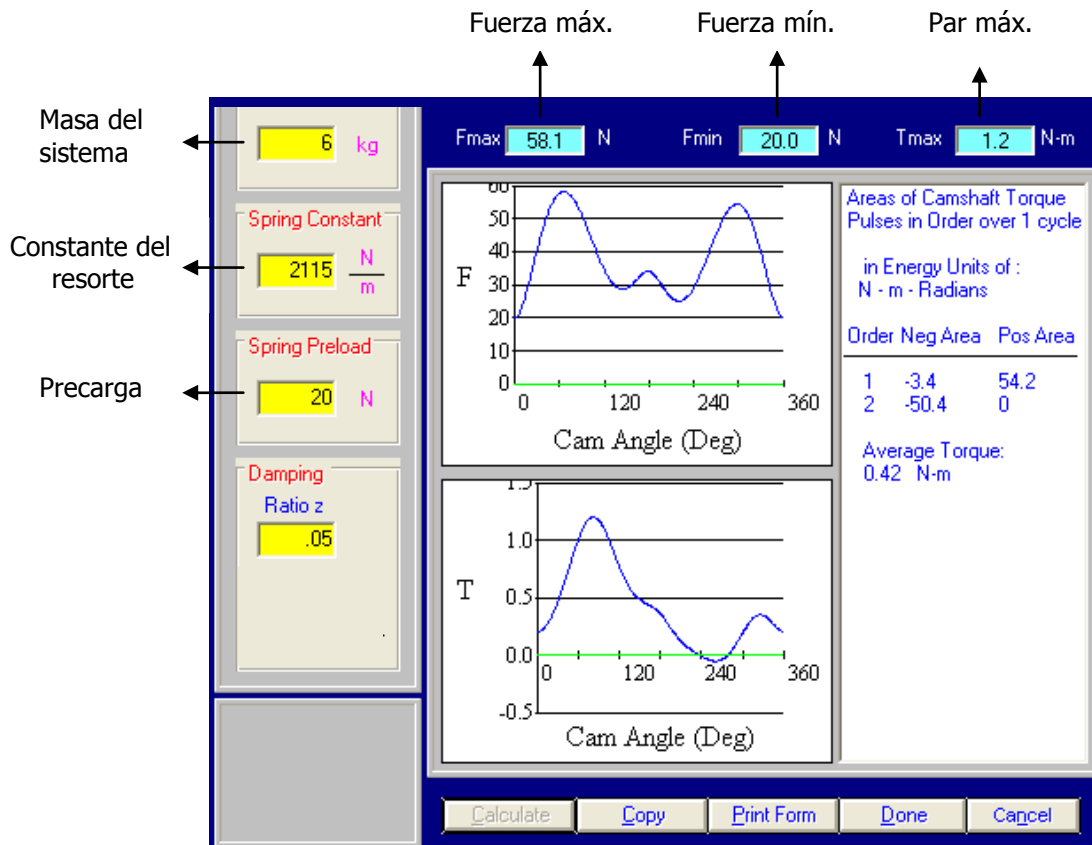 Fuerza máx. Fuerza mín. Par máx.
Masa del
sistema
6 kg
Fmax 58.1 N Fmin 20.0 N Tmax 1.2 N-m
Constante del
resorte
Spring Constant
2115 N
m
Precarga
Spring Preload
20 N
Damping
Ratio z
.05
60
50
40
30
20
10
0
F
0 120 240 360
Cam Angle (Deg)
1.5
1.0
0.5
0.0
-0.5
T
0 120 240 360
Cam Angle (Deg)
Areas of Camshaft Torque
Pulses in Order over 1 cycle
in Energy Units of :
N - m - Radians
Order Neg Area Pos Area
1 -3.4 54.2
2 -50.4 0
Average Torque:
0.42 N-m
Calculate Copy Print Form Done Cancel